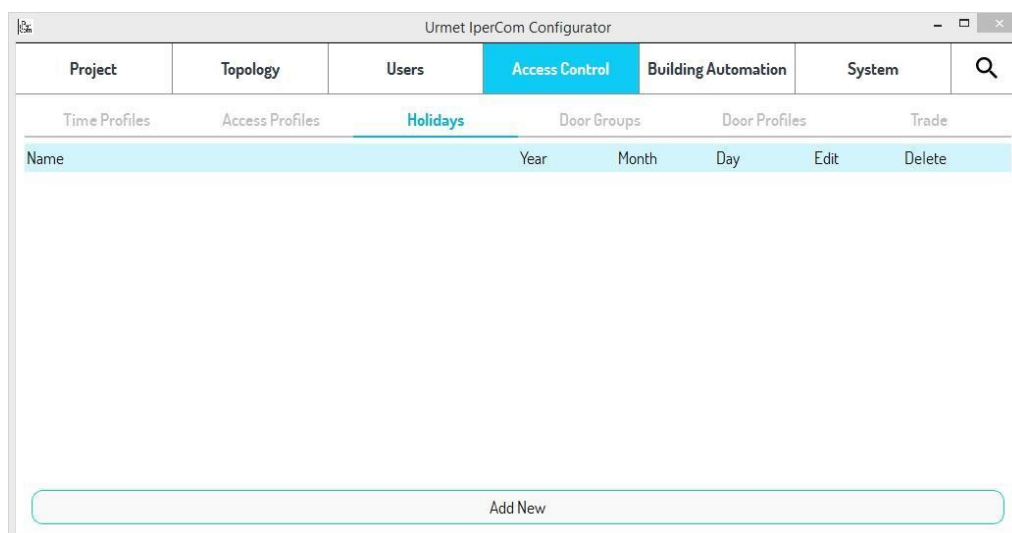 Urmet IperCom Configurator
Project Topology Users Access Control Building Automation System
Time Profiles Access Profiles Holidays Door Groups Door Profiles Trade
Name Year Month Day Edit Delete
Add New